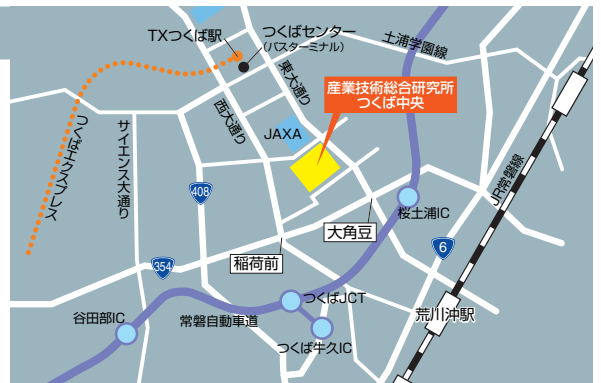 TXつくば駅
つくばセンター
(バスターミナル)
土浦学園線
東大通り
西大通り
産業技術総合研究所
つくば中央
JAXA
つくばエクスプレス
サイエンス大通り
408
JR常磐線
桜土浦IC
大角豆
6
稲荷前
354
つくばJCT
荒川沖駅
谷田部IC
常磐自動車道
つくば牛久IC